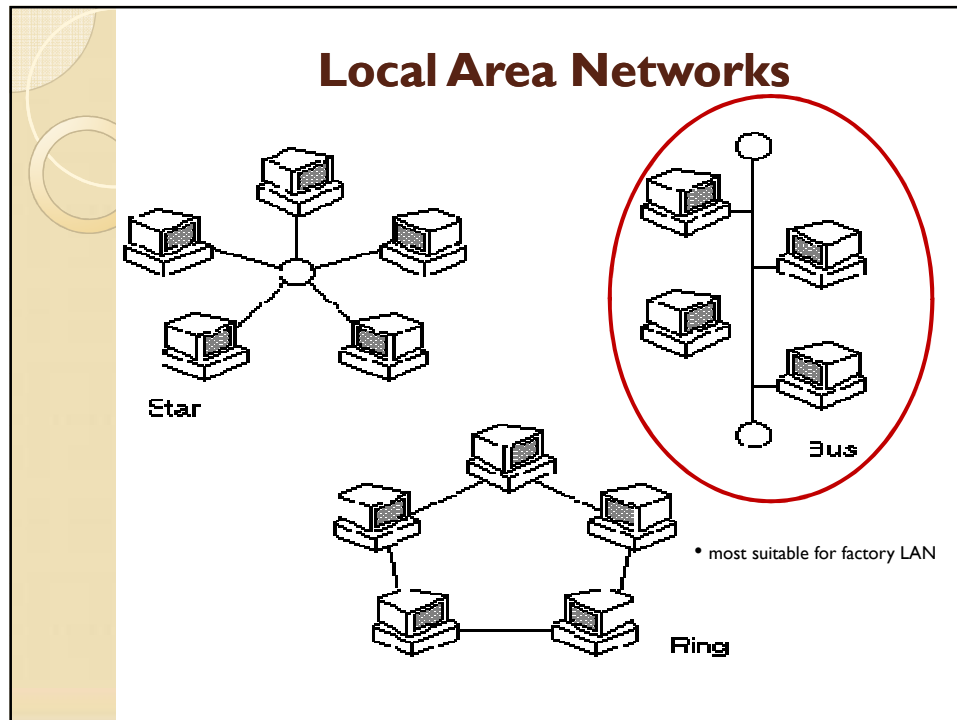 Local Area Networks
Star
Bus
• most suitable for factory LAN
Ring